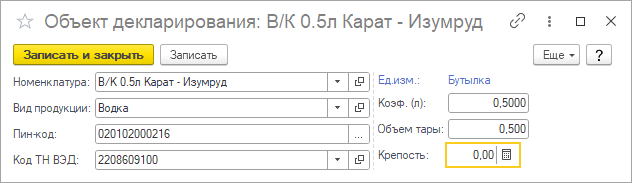 Объект декларирования: В/К 0.5л Карат - Изумруд
Записать и закрыть
Записать
Еще
?
Номенклатура: В/К 0.5л Карат - Изумруд
Вид продукции: Водка
Пин-код: 020102000216 ...
Код ТН ВЭД: 2208609100
Ед.изм.: Бутылка
Коэф. (л): 0,5000
Объем тары: 0,500
Крепость: 0,00